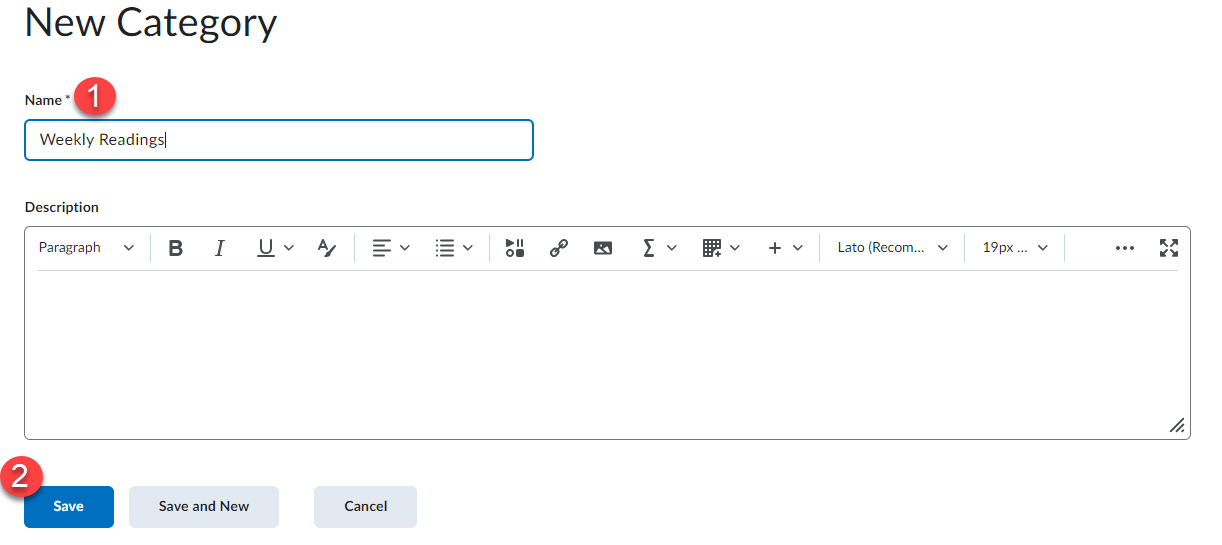 New Category
Name * 1
Weekly Readings
Description
Paragraph B I U A Σ + Lato (Recom... 19px ...
2
Save Save and New Cancel